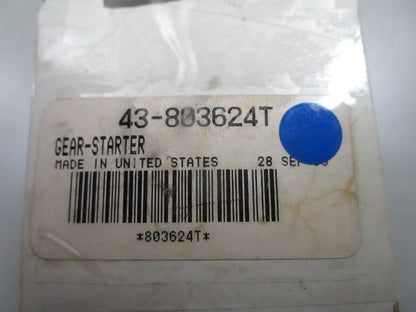 43-803624T
GEAR-STARTER
MADE IN UNITED STATES 28 SEP
*803624T*